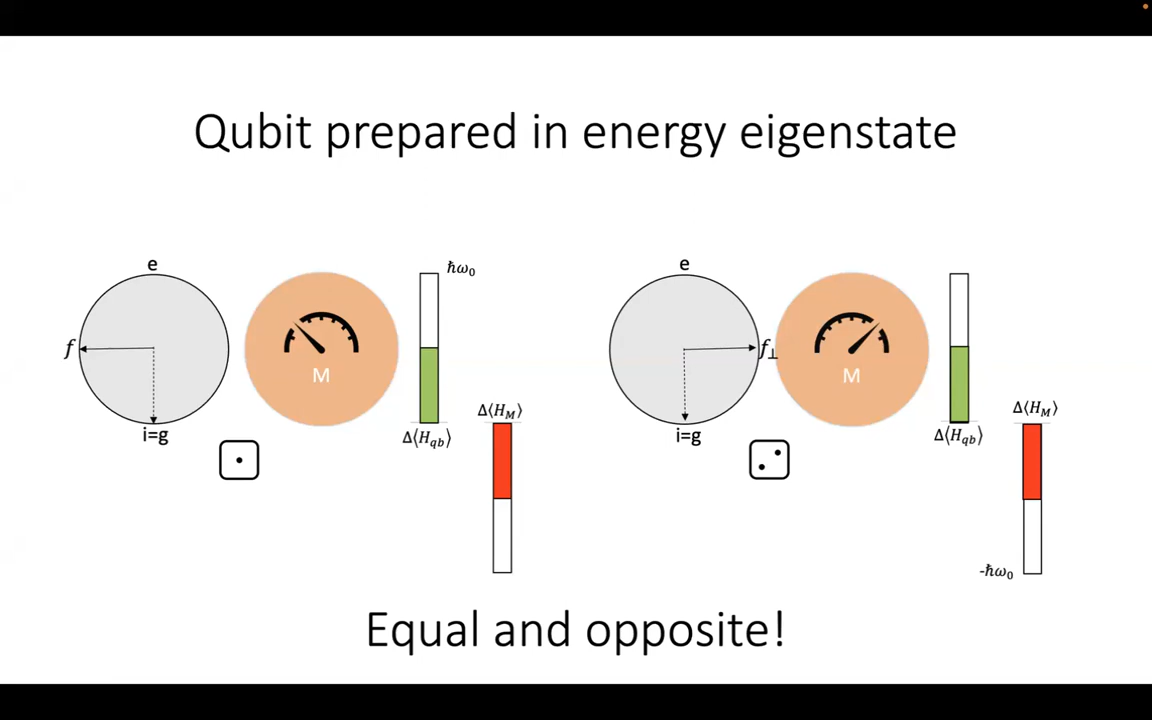 Qubit prepared in energy eigenstate
e
ħω₀
f
M
i=g
Δ⟨H_qb⟩
Δ⟨H_M⟩
e
f⊥
M
i=g
Δ⟨H_qb⟩
Δ⟨H_M⟩
-ħω₀
Equal and opposite!